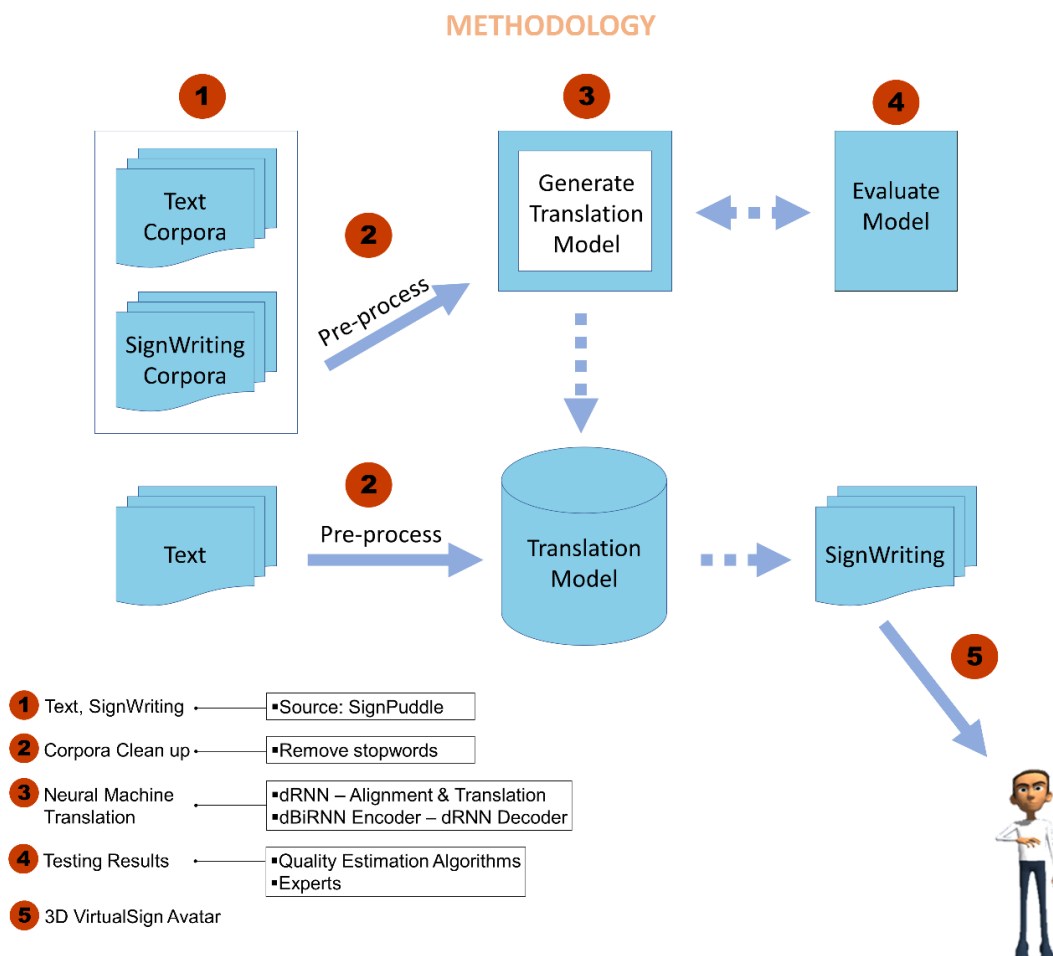 METHODOLOGY
1
3
4
Text
Corpora
2
Generate
Translation
Model
Evaluate
Model
Pre-process
SignWriting
Corpora
2
Pre-process
Text
Translation
Model
SignWriting
5
1 Text, SignWriting ▪Source: SignPuddle
2 Corpora Clean up ▪Remove stopwords
3 Neural Machine
Translation
▪dRNN – Alignment & Translation
▪dBiRNN Encoder – dRNN Decoder
4 Testing Results
▪Quality Estimation Algorithms
▪Experts
5 3D VirtualSign Avatar